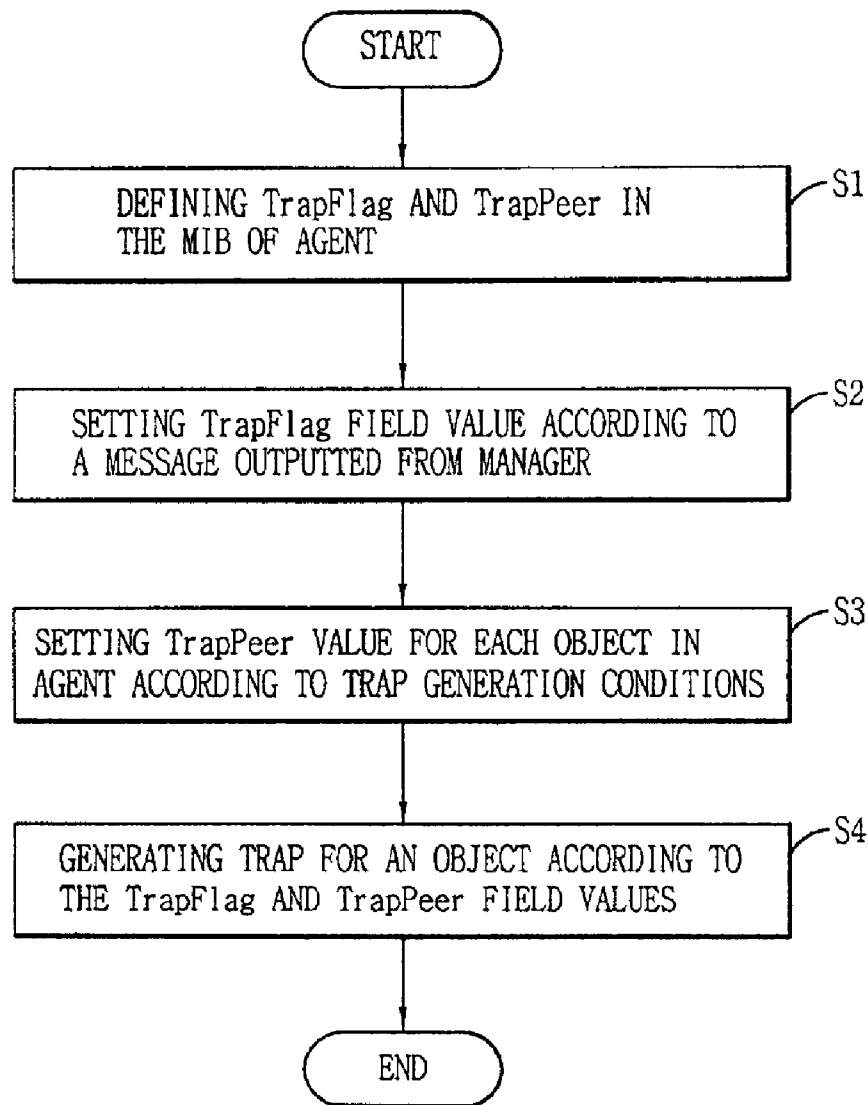 START
DEFINING TrapFlag AND TrapPeer IN
THE MIB OF AGENT
S1
SETTING TrapFlag FIELD VALUE ACCORDING TO
A MESSAGE OUTPUTTED FROM MANAGER
S2
SETTING TrapPeer VALUE FOR EACH OBJECT IN
AGENT ACCORDING TO TRAP GENERATION CONDITIONS
S3
GENERATING TRAP FOR AN OBJECT ACCORDING TO
THE TrapFlag AND TrapPeer FIELD VALUES
S4
END